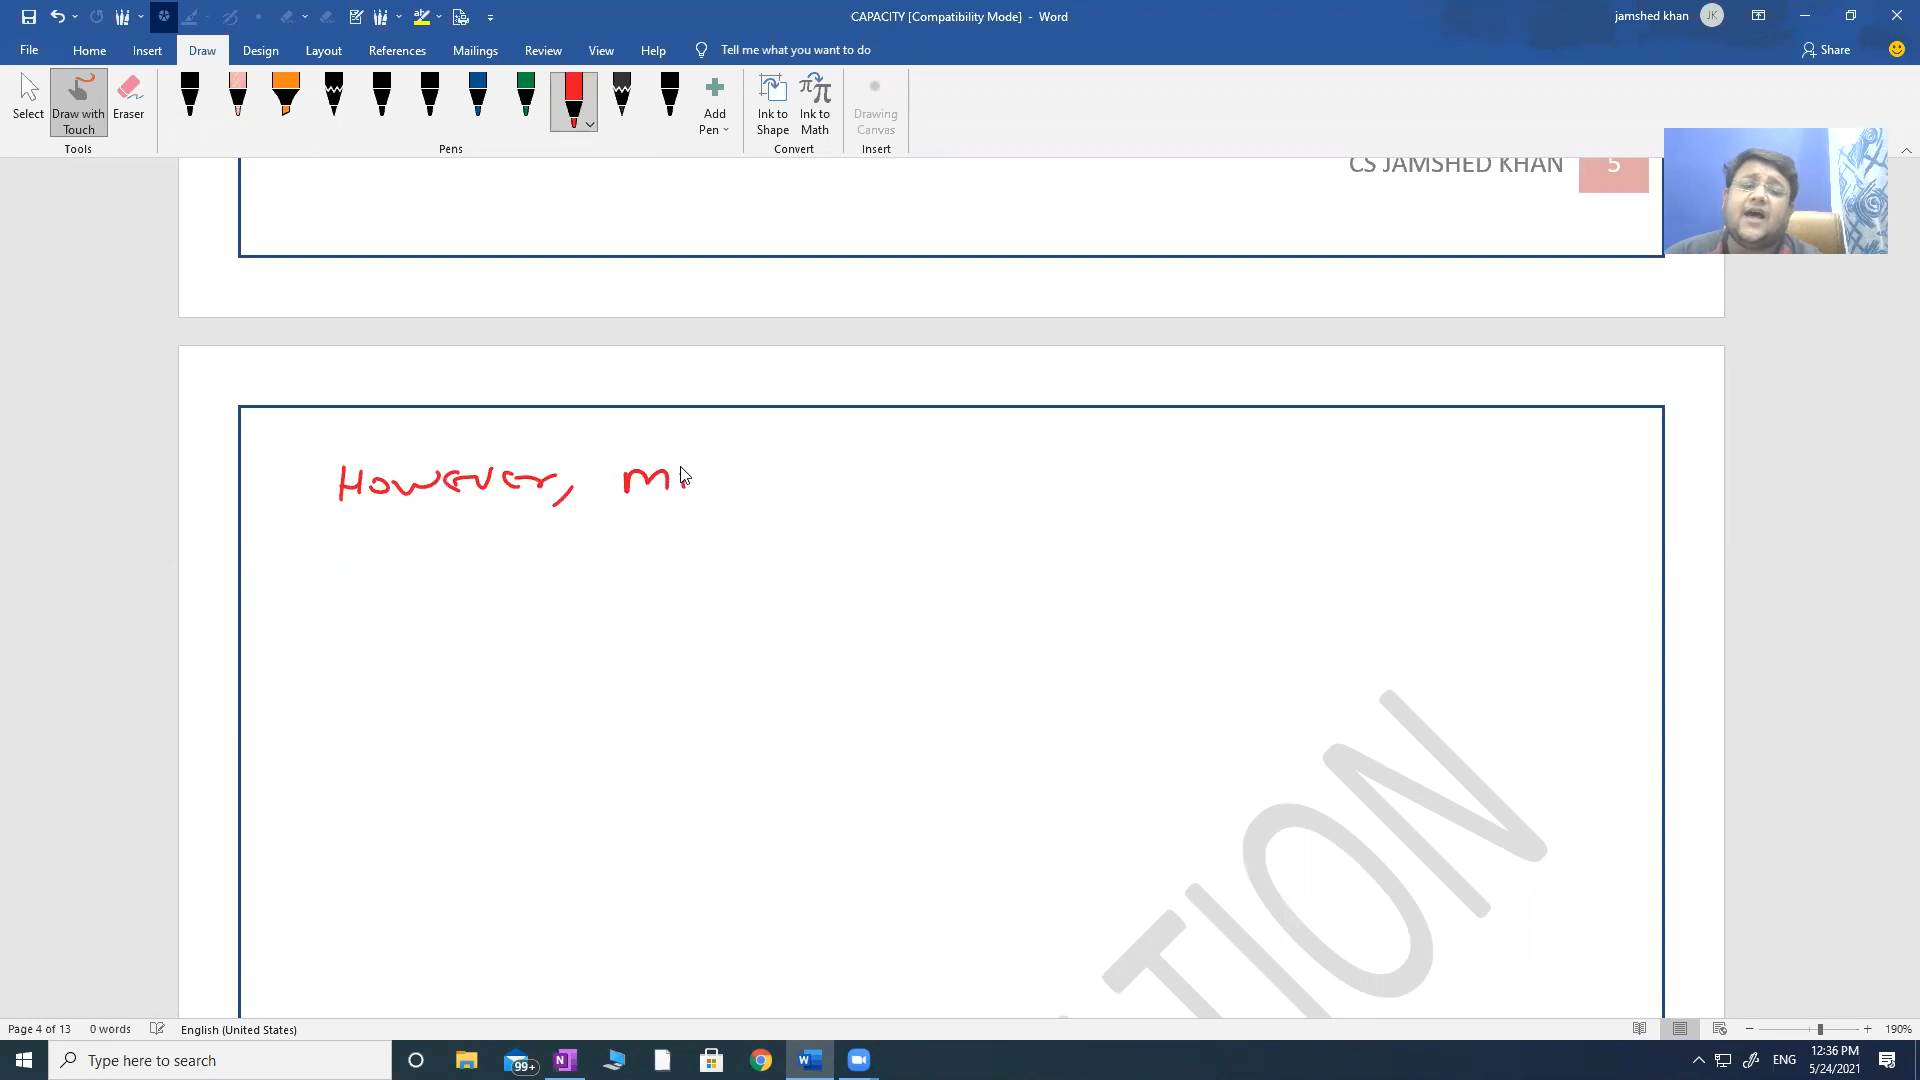 CAPACITY [Compatibility Mode] - Word
jamshed khan JK
File Home Insert Draw Design Layout References Mailings Review View Help Tell me what you want to do Share
Select
Draw with Touch
Eraser
Add Pen
Ink to Shape
Ink to Math
Drawing Canvas
Tools Pens Convert Insert
CS JAMSHED KHAN 5
However, mi
TION
Page 4 of 13 0 words English (United States) 190%
Type here to search 99+ ENG 12:36 PM
5/24/2021